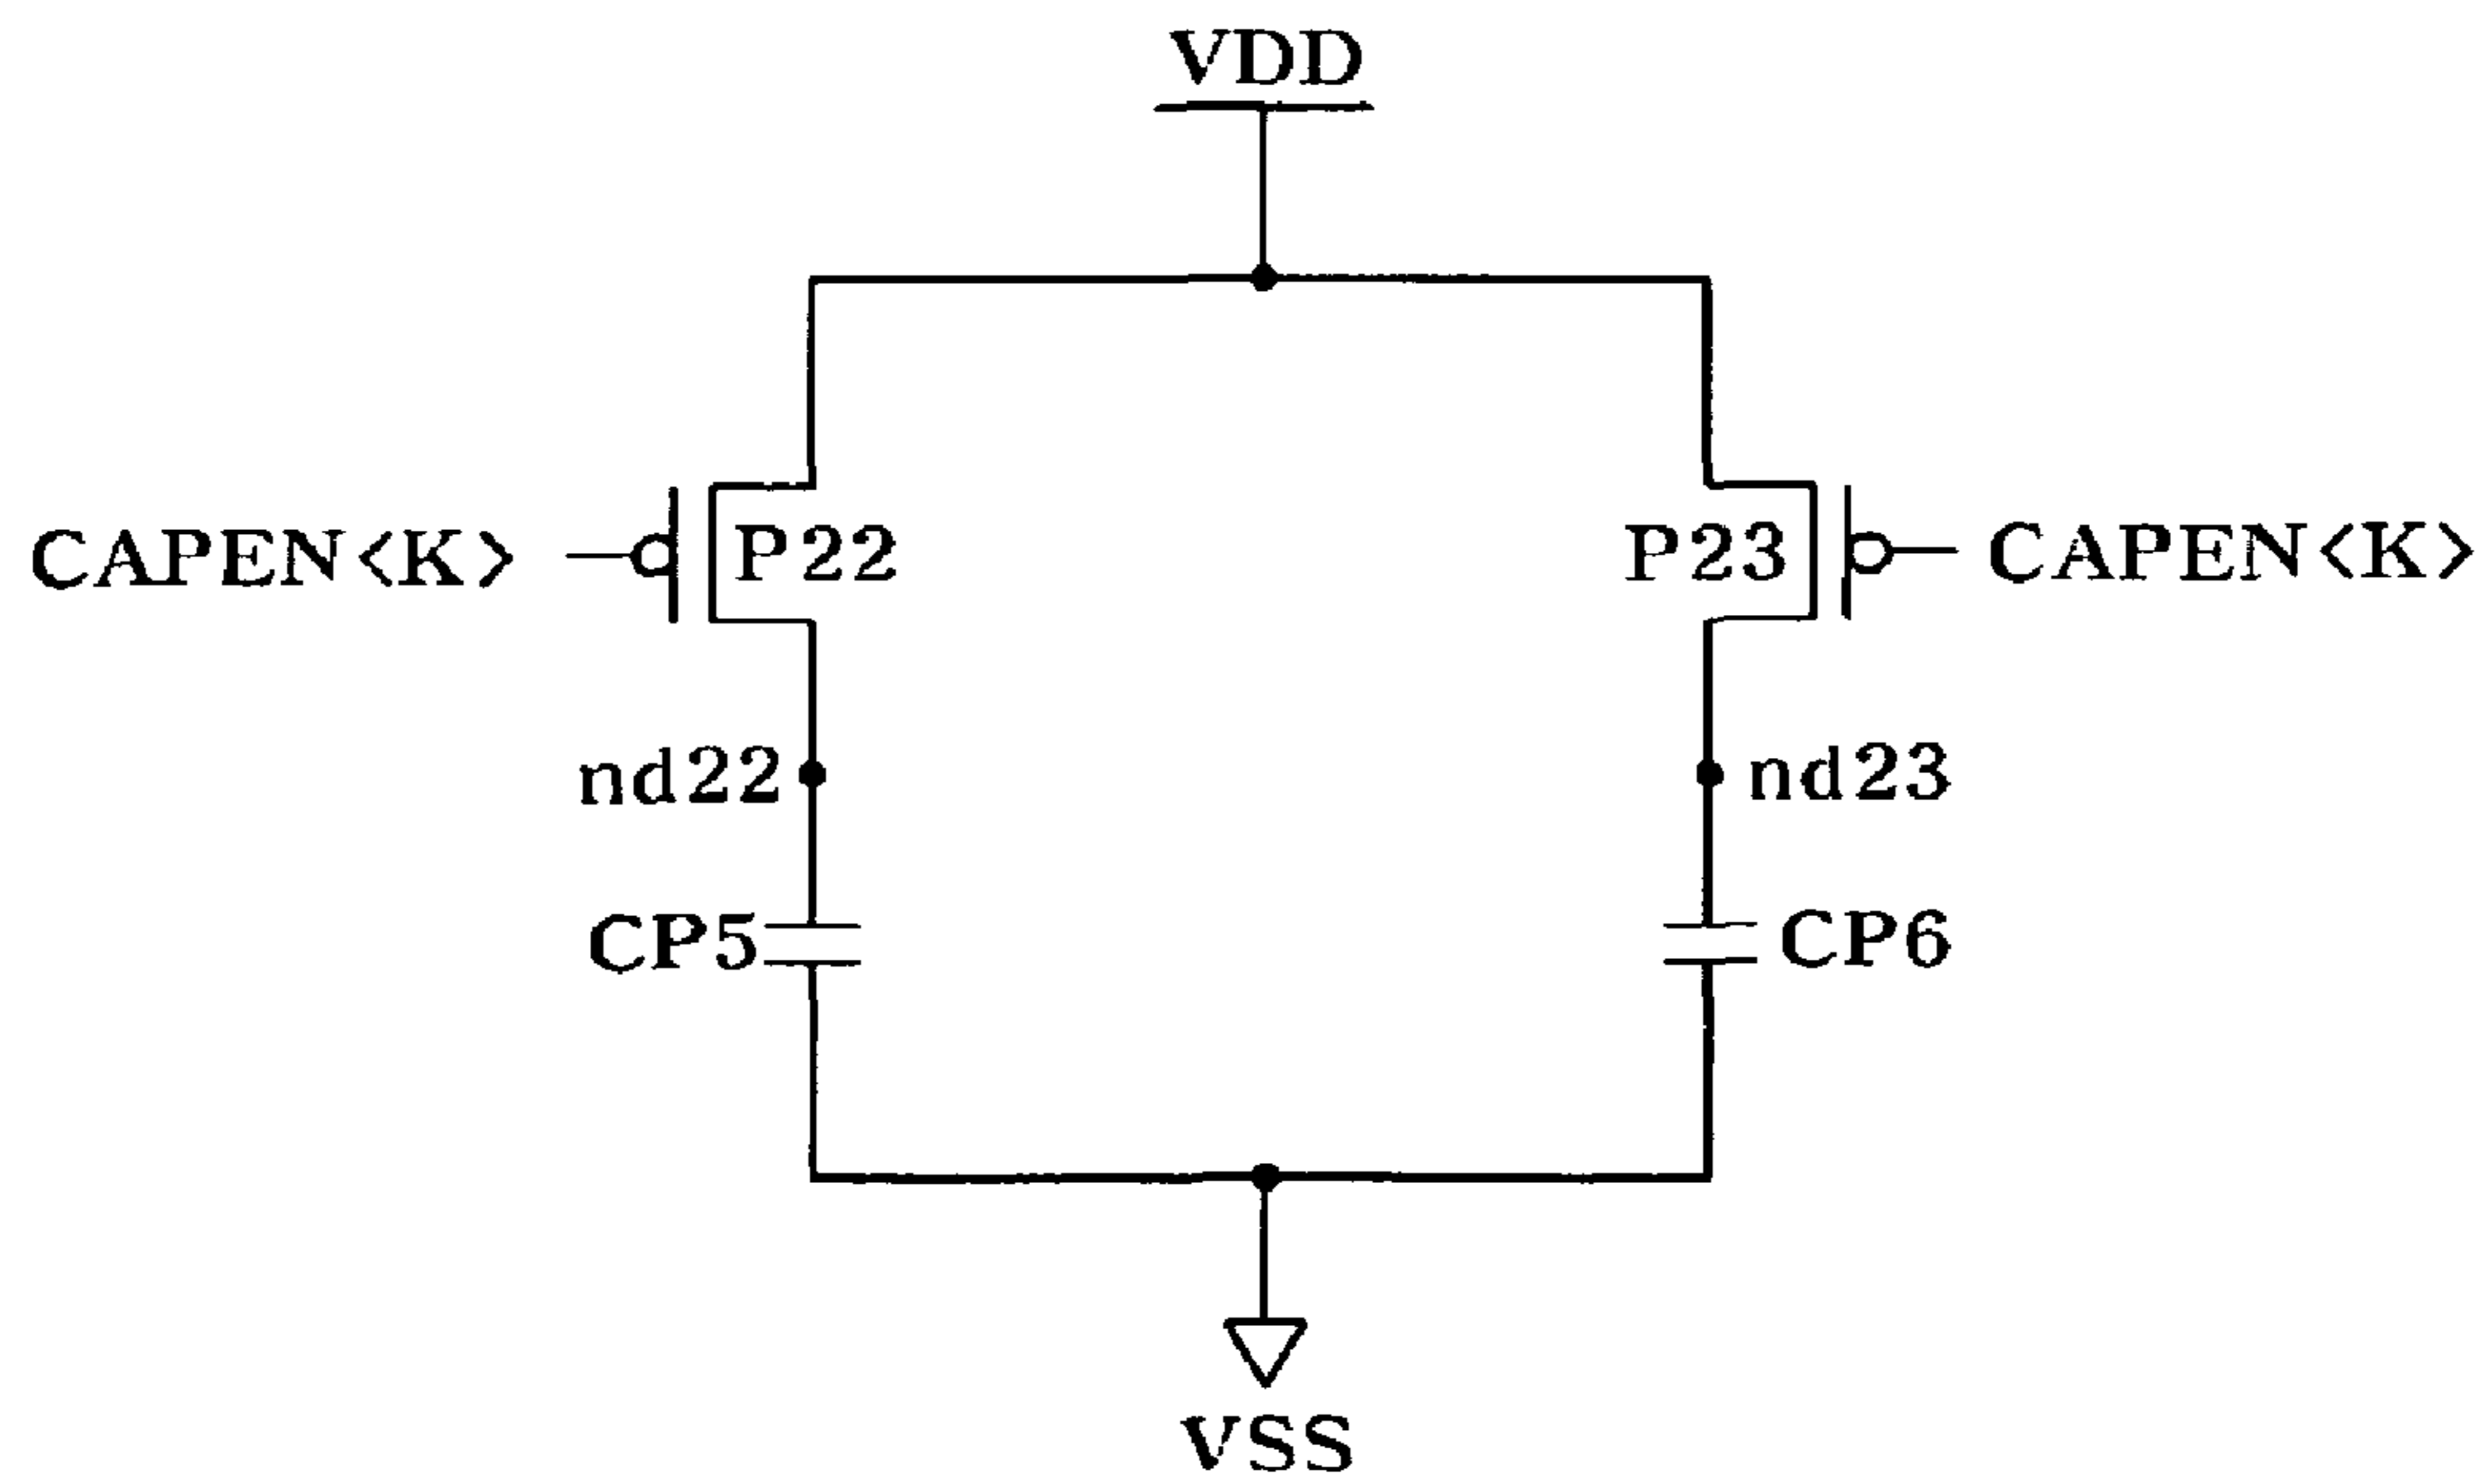 VDD
CAPEN<K> P22 P23 CAPEN<K>
nd22 nd23
CP5 CP6
VSS